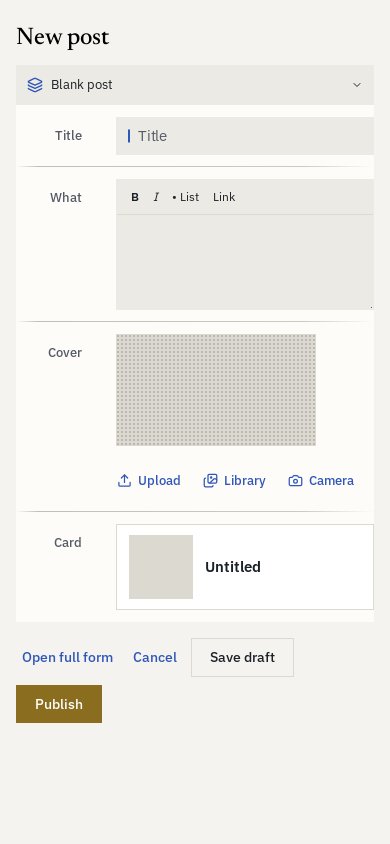 New post
Blank post
Title
Title
What
B I • List Link
Cover
Upload Library Camera
Card
Untitled
Open full form Cancel Save draft
Publish